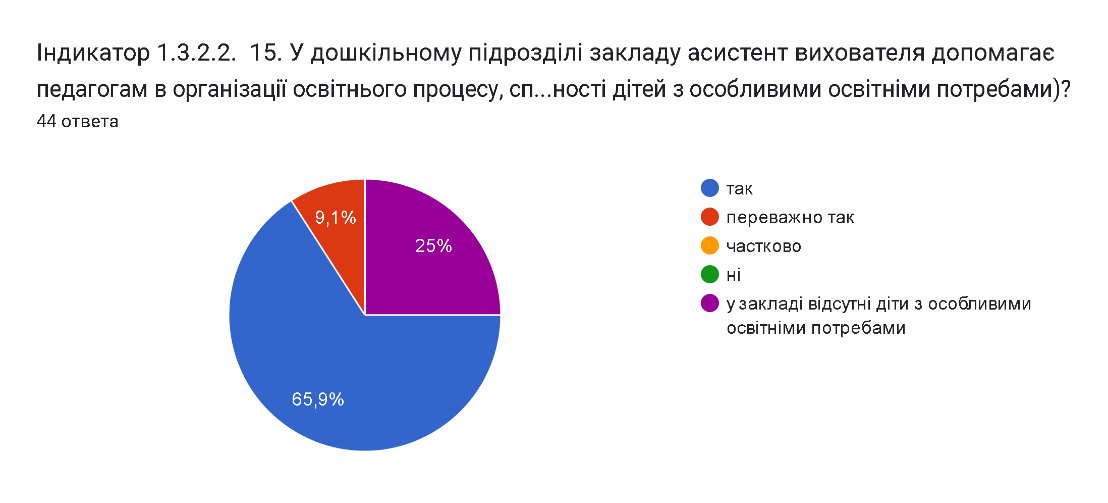 Індикатор 1.3.2.2.  15. У дошкільному підрозділі закладу асистент вихователя допомагає
педагогам в організації освітнього процесу, сп...ності дітей з особливими освітніми потребами)?
44 ответа
так
переважно так
частково
ні
у закладі відсутні діти з особливими
освітніми потребами
9,1%
25%
65,9%